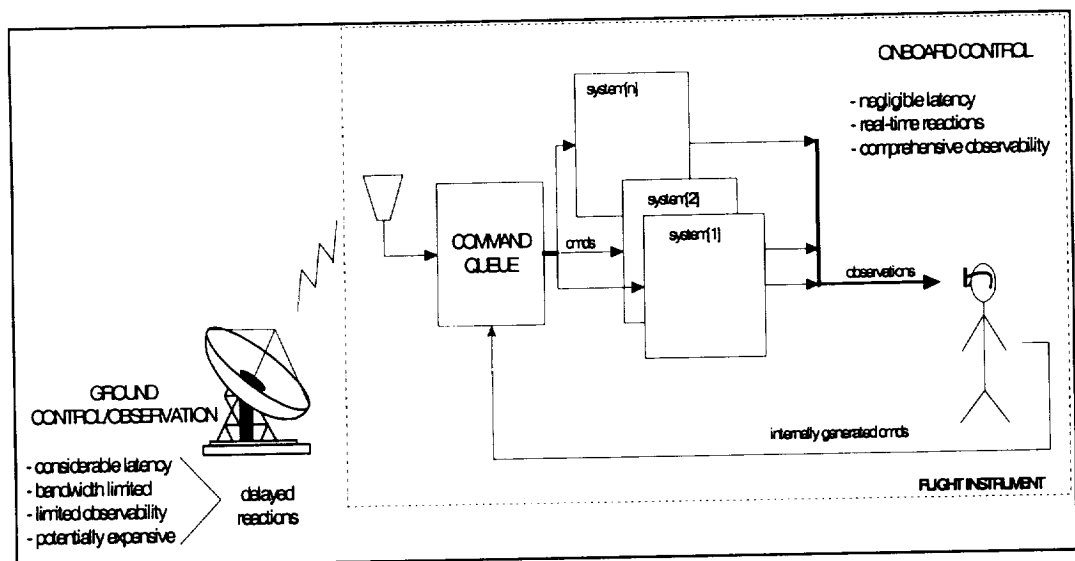 ONBOARD CONTROL
- negligible latency
- real-time reactions
- comprehensive observability
system[n]
system[2]
system[1]
COMMAND
QUEUE
cmds
observations
internally generated cmds
FLIGHT INSTRUMENT
GROUND
CONTROL/OBSERVATION
- considerable latency
- bandwidth limited
- limited observability
- potentially expensive
delayed
reactions